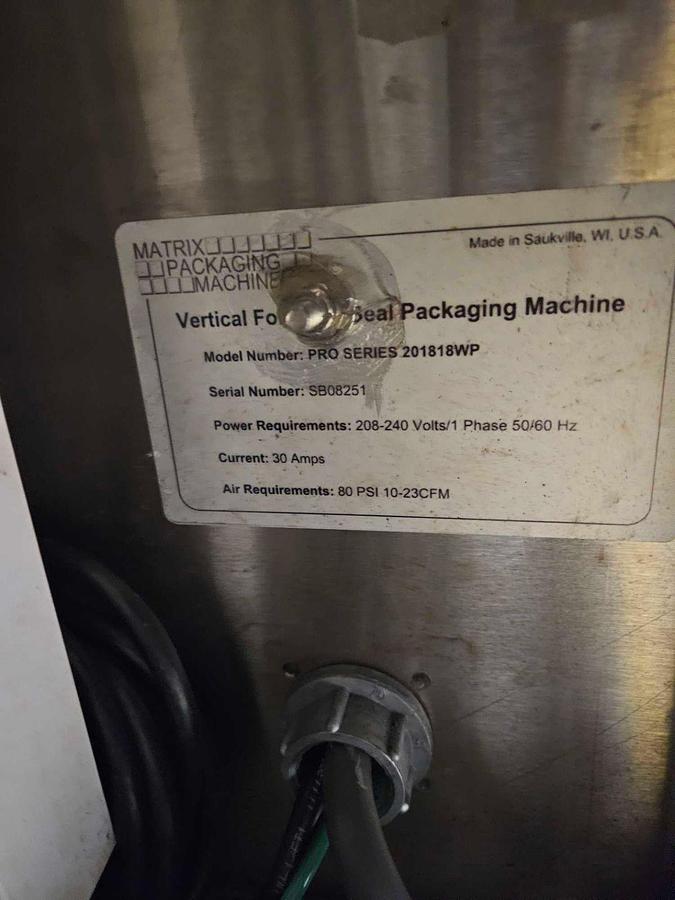 MATRIX
Made in Saukville, WI, U.S.A.
PACKAGING
MACHINE
Vertical Fo Seal Packaging Machine
Model Number: PRO SERIES 201818WP
Serial Number: SB08251
Power Requirements: 208-240 Volts/1 Phase 50/60 Hz
Current: 30 Amps
Air Requirements: 80 PSI 10-23CFM